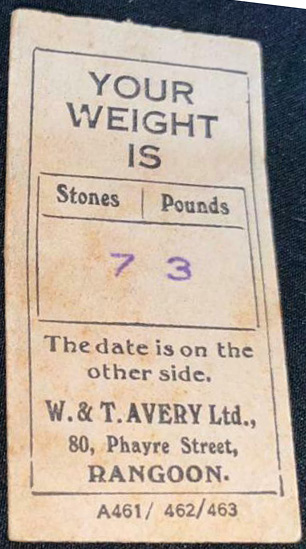 YOUR
WEIGHT
IS
Stones Pounds
7 3
The date is on the
other side.
W. & T. AVERY Ltd.,
80, Phayre Street,
RANGOON.
A461/ 462/463